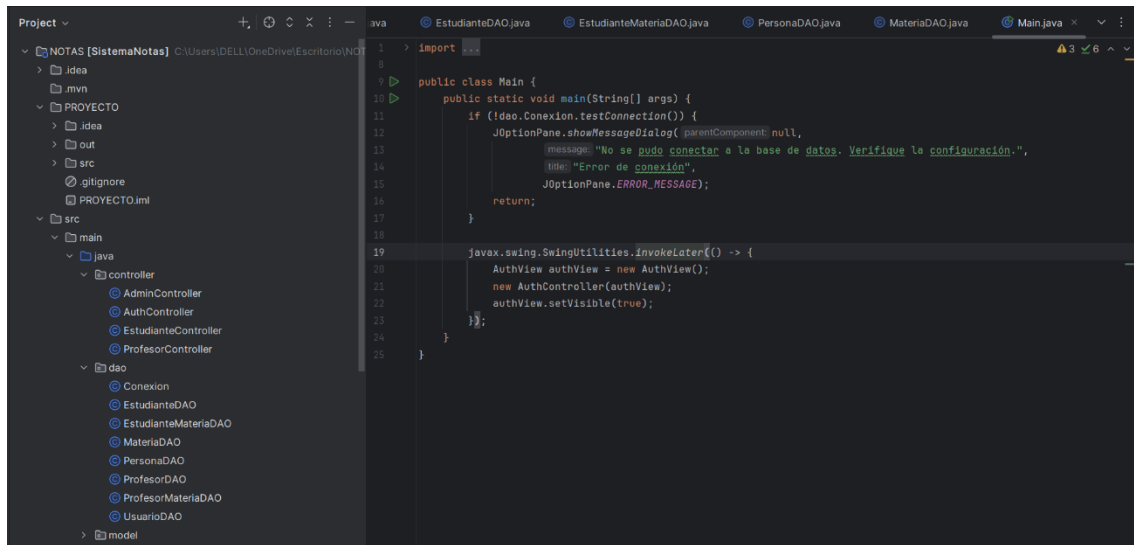 Project
ava EstudianteDAO.java EstudianteMateriaDAO.java PersonaDAO.java MateriaDAO.java Main.java
NOTAS [SistemaNotas] C:\Users\DELL\OneDrive\Escritorio\NOT
.idea
.mvn
PROYECTO
.idea
out
src
.gitignore
PROYECTO.iml
src
main
java
controller
AdminController
AuthController
EstudianteController
ProfesorController
dao
Conexion
EstudianteDAO
EstudianteMateriaDAO
MateriaDAO
PersonaDAO
ProfesorDAO
ProfesorMateriaDAO
UsuarioDAO
model
3 6
1 import ...
8
9 public class Main {
10 public static void main(String[] args) {
11 if (!dao.Conexion.testConnection()) {
12 JOptionPane.showMessageDialog( parentComponent: null,
13 message: "No se pudo conectar a la base de datos. Verifique la configuración.",
14 title: "Error de conexión",
15 JOptionPane.ERROR_MESSAGE);
16 return;
17 }
18
19 javax.swing.SwingUtilities.invokeLater(() -> {
20 AuthView authView = new AuthView();
21 new AuthController(authView);
22 authView.setVisible(true);
23 });
24 }
25 }